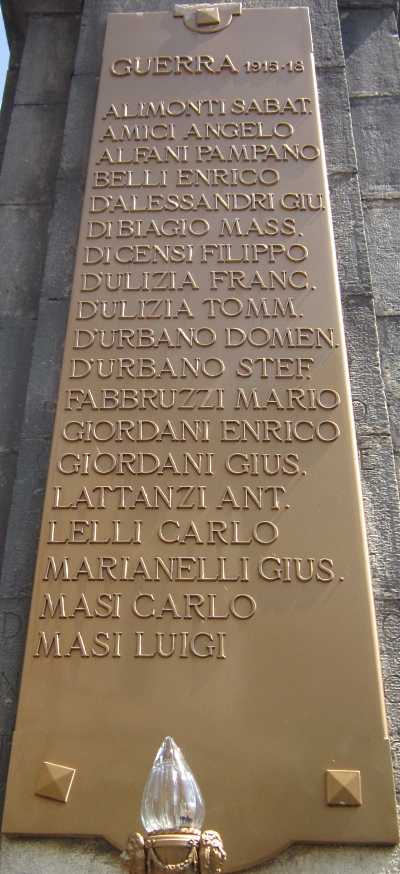 GUERRA 1915-18
ALIMONTI SABAT.
AMICI ANGELO
ALFANI PAMPANO
BELLI ENRICO
D'ALESSANDRI GIU.
DI BIAGIO MASS.
DI CENSI FILIPPO
D'ULIZIA FRANC.
D'ULIZIA TOMM.
D'URBANO DOMEN.
D'URBANO STEF.
FABBRUZZI MARIO
GIORDANI ENRICO
GIORDANI GIUS.
LATTANZI ANT.
LELLI CARLO
MARIANELLI GIUS.
MASI CARLO
MASI LUIGI